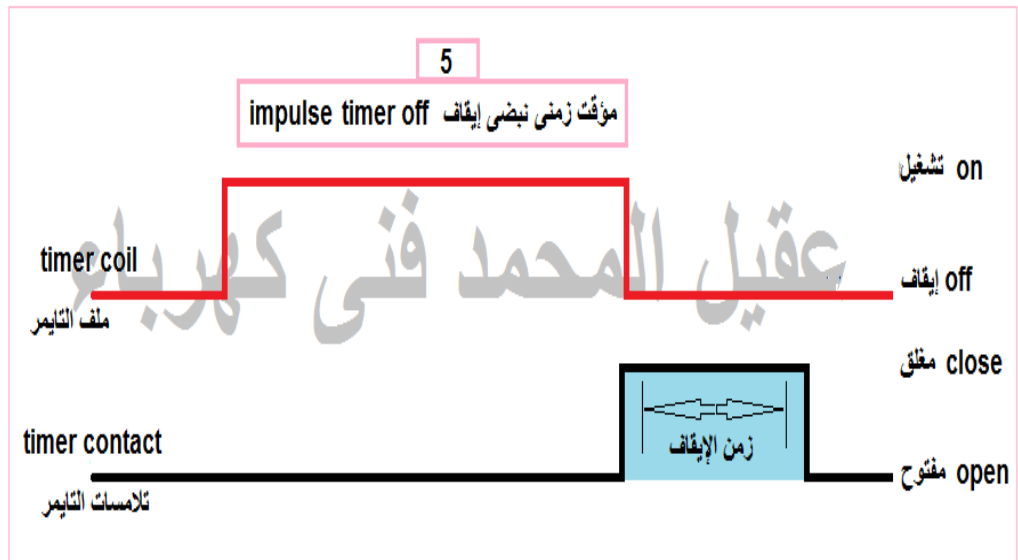 5
مؤقت زمنى نبضى إيقاف impulse timer off
on تشغيل
عقيل المحمد فنى كهرباء
timer coil
off إيقاف
ملف التايمر
close مغلق
timer contact
زمن الإيقاف
open مفتوح
تلامسات التايمر